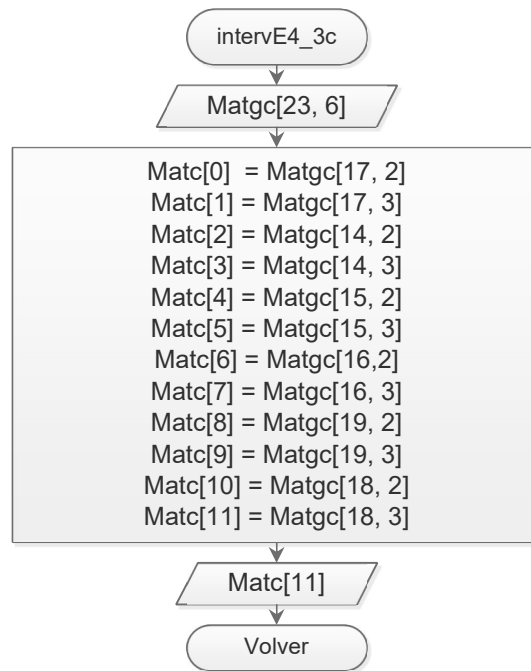 intervE4_3c
Matgc[23, 6]
Matc[0]  = Matgc[17, 2]
Matc[1] = Matgc[17, 3]
Matc[2] = Matgc[14, 2]
Matc[3] = Matgc[14, 3]
Matc[4] = Matgc[15, 2]
Matc[5] = Matgc[15, 3]
Matc[6] = Matgc[16,2]
Matc[7] = Matgc[16, 3]
Matc[8] = Matgc[19, 2]
Matc[9] = Matgc[19, 3]
Matc[10] = Matgc[18, 2]
Matc[11] = Matgc[18, 3]
Matc[11]
Volver